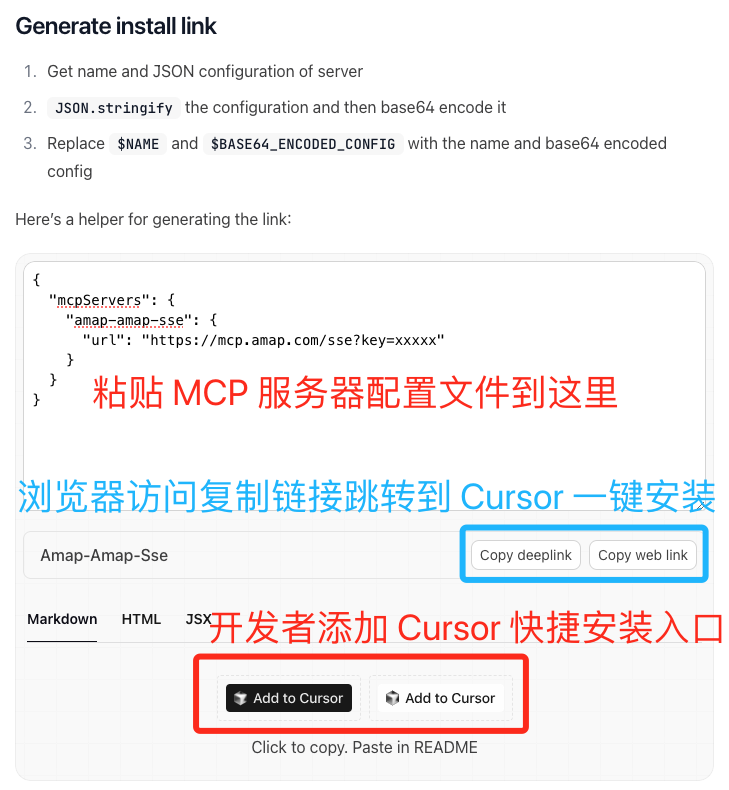 Generate install link
1. Get name and JSON configuration of server
2. JSON.stringify the configuration and then base64 encode it
3. Replace $NAME and $BASE64_ENCODED_CONFIG with the name and base64 encoded
config
Here's a helper for generating the link:
{
"mcpServers": {
"amap-amap-sse": {
"url": "https://mcp.amap.com/sse?key=xxxxx"
}
}
}
粘贴 MCP 服务器配置文件到这里
浏览器访问复制链接跳转到 Cursor 一键安装
Amap-Amap-Sse
Copy deeplink
Copy web link
Markdown
HTML
JSX
开发者添加 Cursor 快捷安装入口
Add to Cursor
Add to Cursor
Click to copy. Paste in README